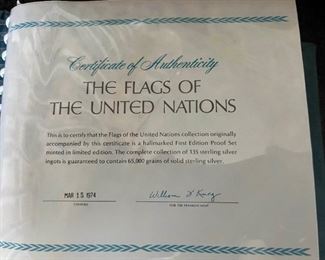 Certificate of Authenticity
THE FLAGS OF
THE UNITED NATIONS
This is to certify that the Flags of the United Nations collection originally
accompanied by this certificate is a hallmarked First Edition Proof Set
minted in limited edition. The complete collection of 135 sterling silver
ingots is guaranteed to contain 65,000 grains of solid sterling silver.
MAR 15 1974
FOR THE FRANKLIN MINT